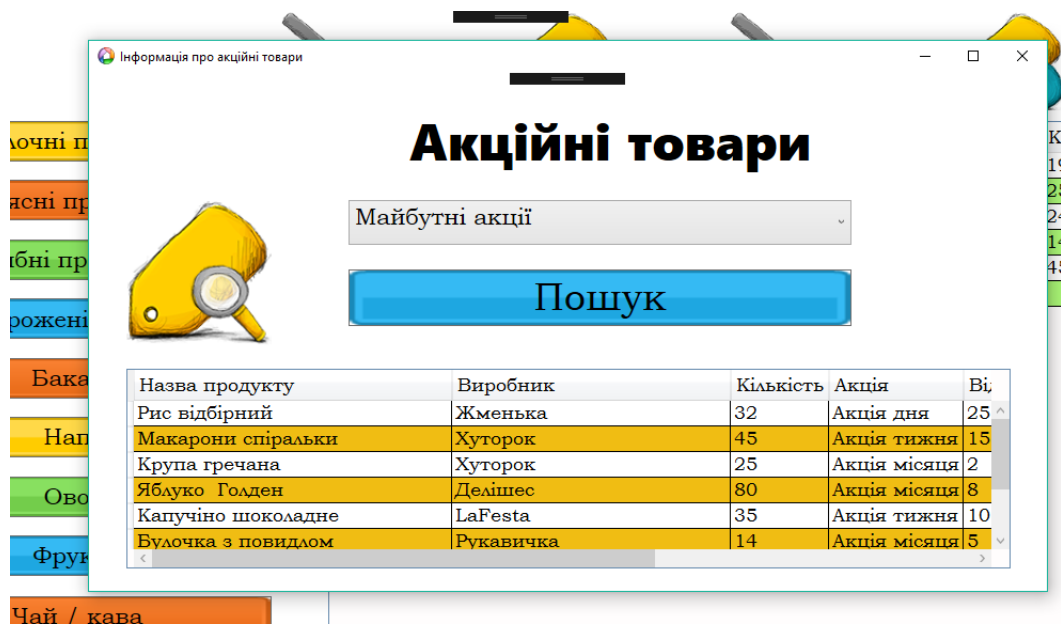 Інформація про акційні товари
Акційні товари
Майбутні акції
Пошук
Назва продукту Виробник Кількість Акція Від
Рис відбірний Жменька 32 Акція дня 25
Макарони спіральки Хуторок 45 Акція тижня 15
Крупа гречана Хуторок 25 Акція місяця 2
Яблуко Голден Делішес 80 Акція місяця 8
Капучіно шоколадне LaFesta 35 Акція тижня 10
Булочка з повидлом Рукавичка 14 Акція місяця 5
Чай / кава